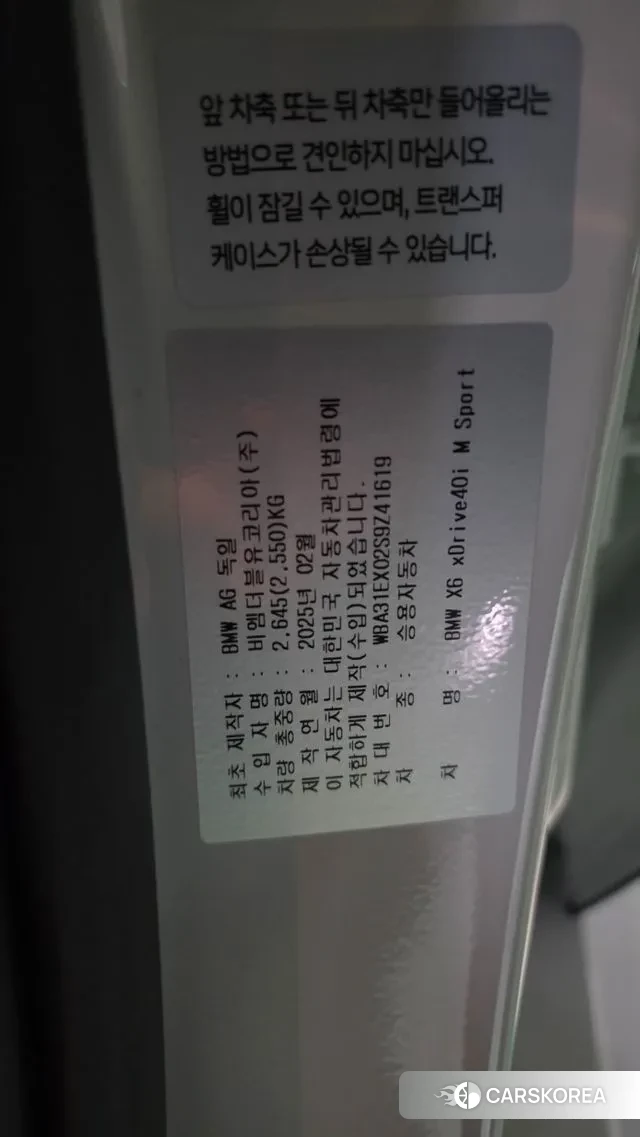 앞 차축 또는 뒤 차축만 들어올리는
방법으로 견인하지 마십시오.
휠이 잠길 수 있으며, 트랜스퍼
케이스가 손상될 수 있습니다.
최초 제작자 : BMW AG 독일
수 입 자 명 : 비엠더블유코리아(주)
차량 총중량 : 2,645(2,550)KG
제 작 연 월 : 2025년 02월
이 자동차는 대한민국 자동차관리법령에
적합하게 제작(수입)되었습니다.
차 대 번 호 : WBA31EX02S9Z41619
차 종 : 승용자동차
차 명 : BMW X6 xDrive40i M Sport
CARSKOREA